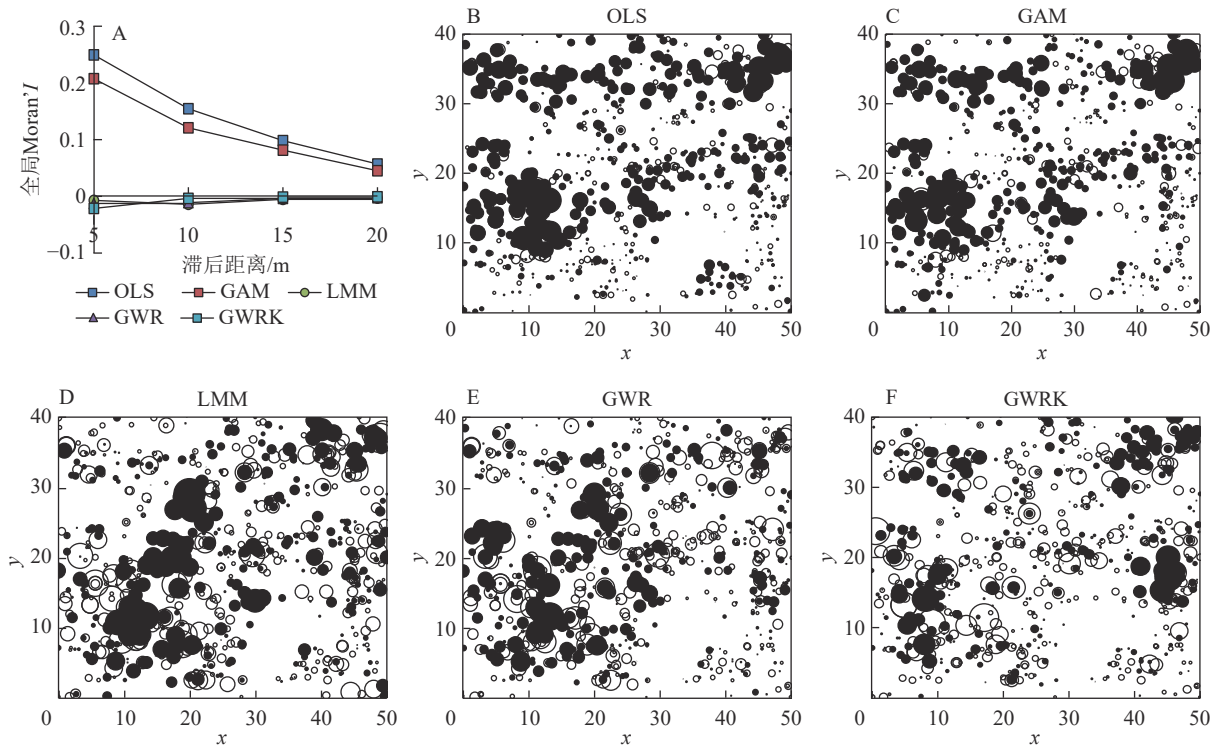 A
0.3
0.2
0.1
0
−0.1
5
10
15
20
全局Moran’I
滞后距离/m
OLS
GAM
LMM
GWR
GWRK
B
OLS
40
30
20
10
0
10
20
30
40
50
y
x
C
GAM
40
30
20
10
0
10
20
30
40
50
y
x
D
LMM
40
30
20
10
0
10
20
30
40
50
y
x
E
GWR
40
30
20
10
0
10
20
30
40
50
y
x
F
GWRK
40
30
20
10
0
10
20
30
40
50
y
x